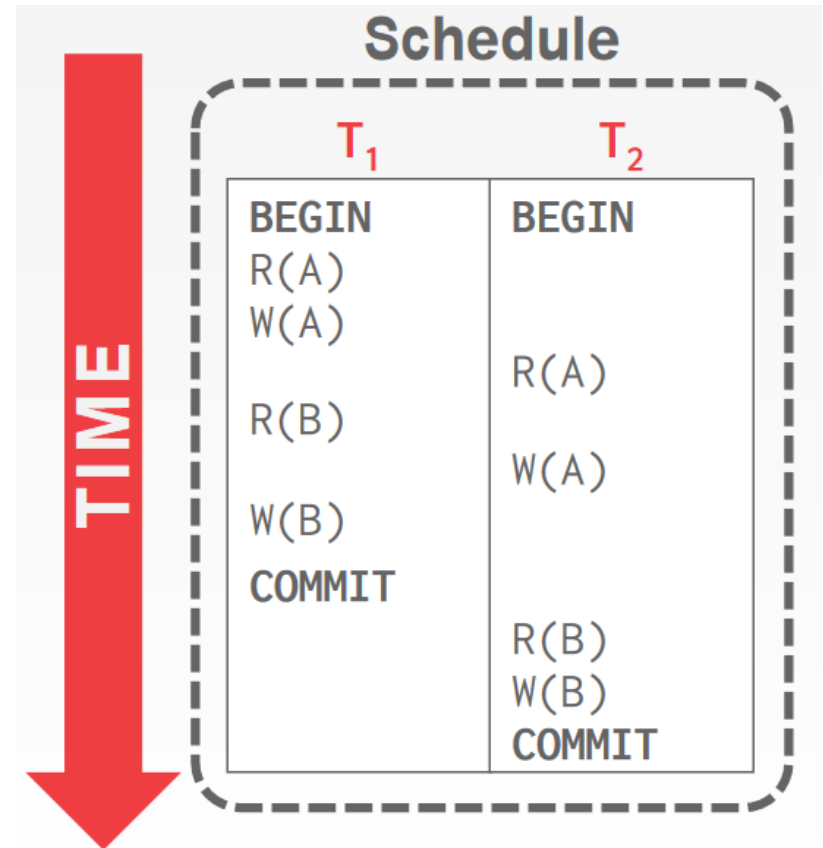 Schedule
TIME
T₁ T₂
BEGIN BEGIN
R(A)
W(A)
R(A)
R(B)
W(A)
W(B)
COMMIT
R(B)
W(B)
COMMIT